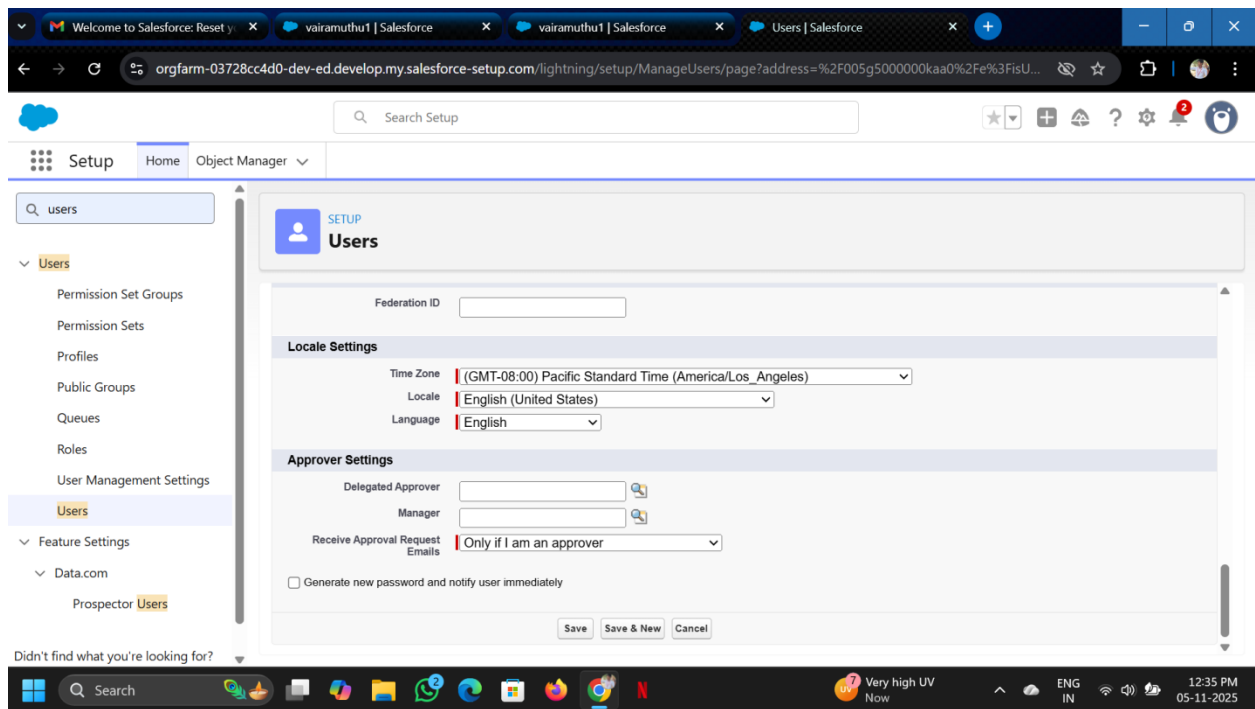 Welcome to Salesforce: Reset y
vairamuthu1 | Salesforce
vairamuthu1 | Salesforce
Users | Salesforce
orgfarm-03728cc4d0-dev-ed.develop.my.salesforce-setup.com/lightning/setup/ManageUsers/page?address=%2F005g5000000kaa0%2Fe%3FisU...
Search Setup
2
Setup
Home
Object Manager
users
SETUP
Users
Users
Permission Set Groups
Permission Sets
Profiles
Public Groups
Queues
Roles
User Management Settings
Users
Feature Settings
Data.com
Prospector Users
Didn't find what you're looking for?
Federation ID
Locale Settings
Time Zone (GMT-08:00) Pacific Standard Time (America/Los_Angeles)
Locale English (United States)
Language English
Approver Settings
Delegated Approver
Manager
Receive Approval Request Emails Only if I am an approver
Generate new password and notify user immediately
Save Save & New Cancel
Search
2
N
7
UV
Very high UV
Now
ENG
IN
12:35 PM
05-11-2025